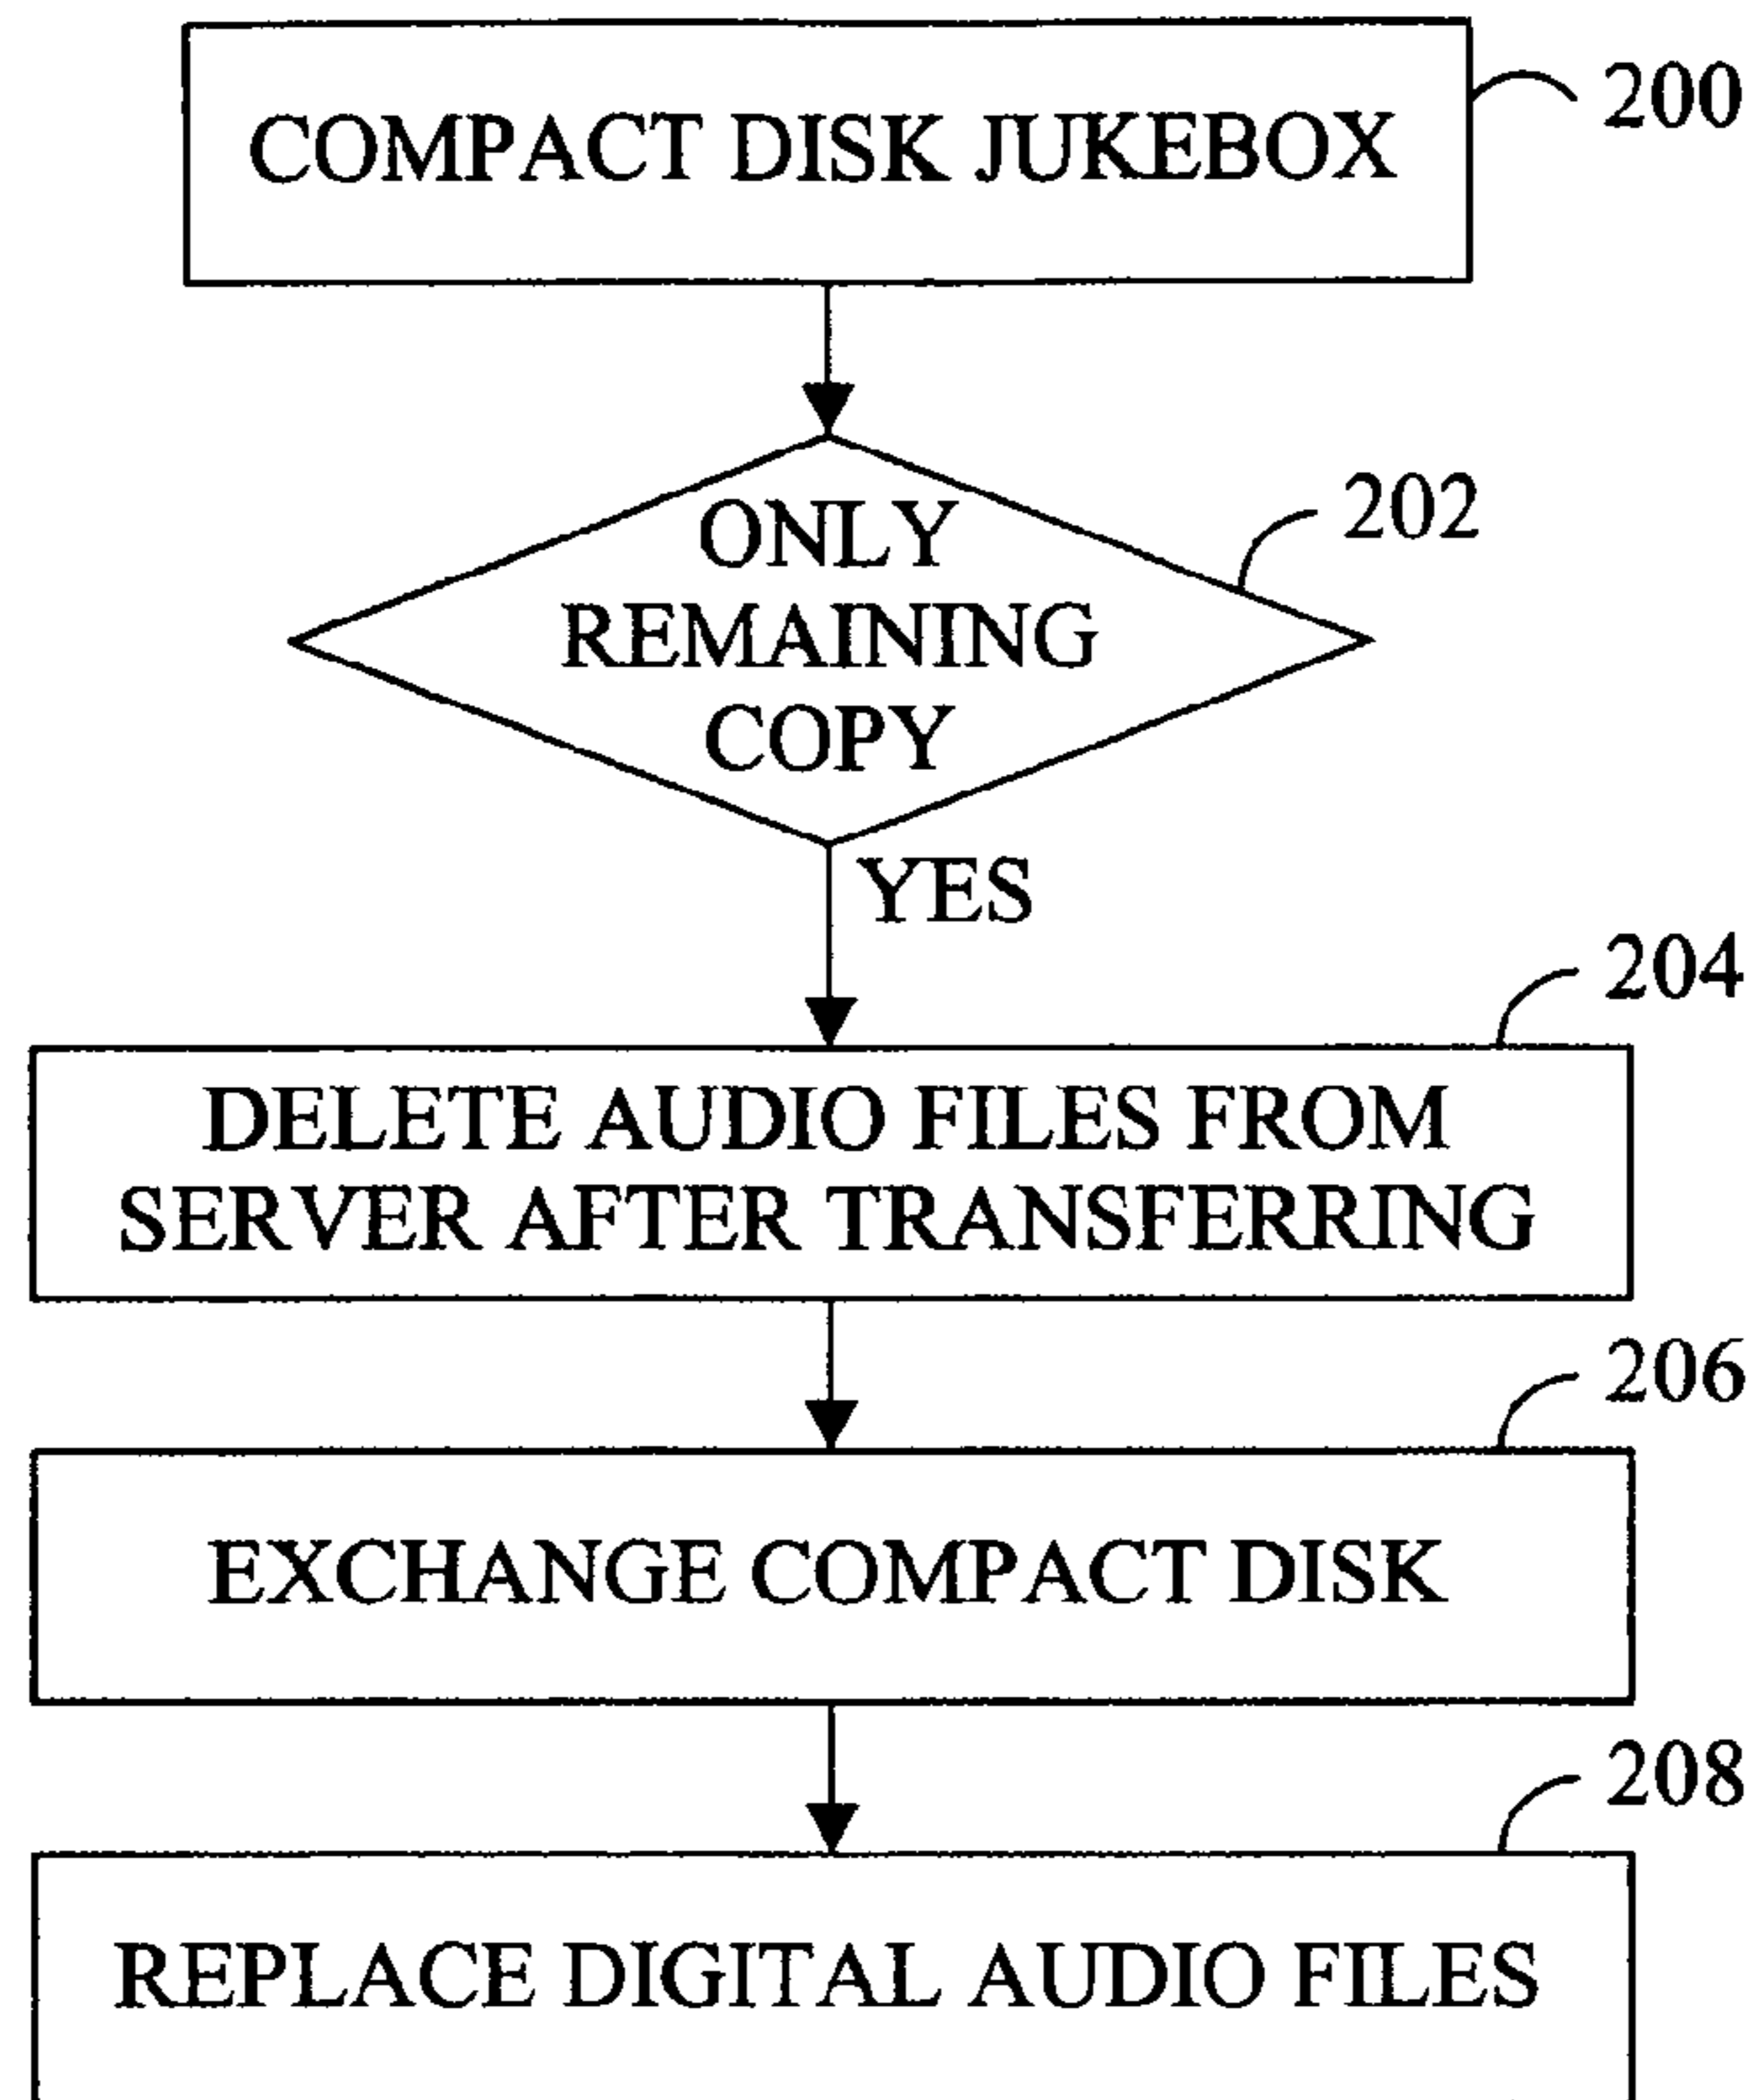 COMPACT DISK JUKEBOX
200
ONLY
REMAINING
COPY
202
YES
204
DELETE AUDIO FILES FROM
SERVER AFTER TRANSFERRING
206
EXCHANGE COMPACT DISK
208
REPLACE DIGITAL AUDIO FILES